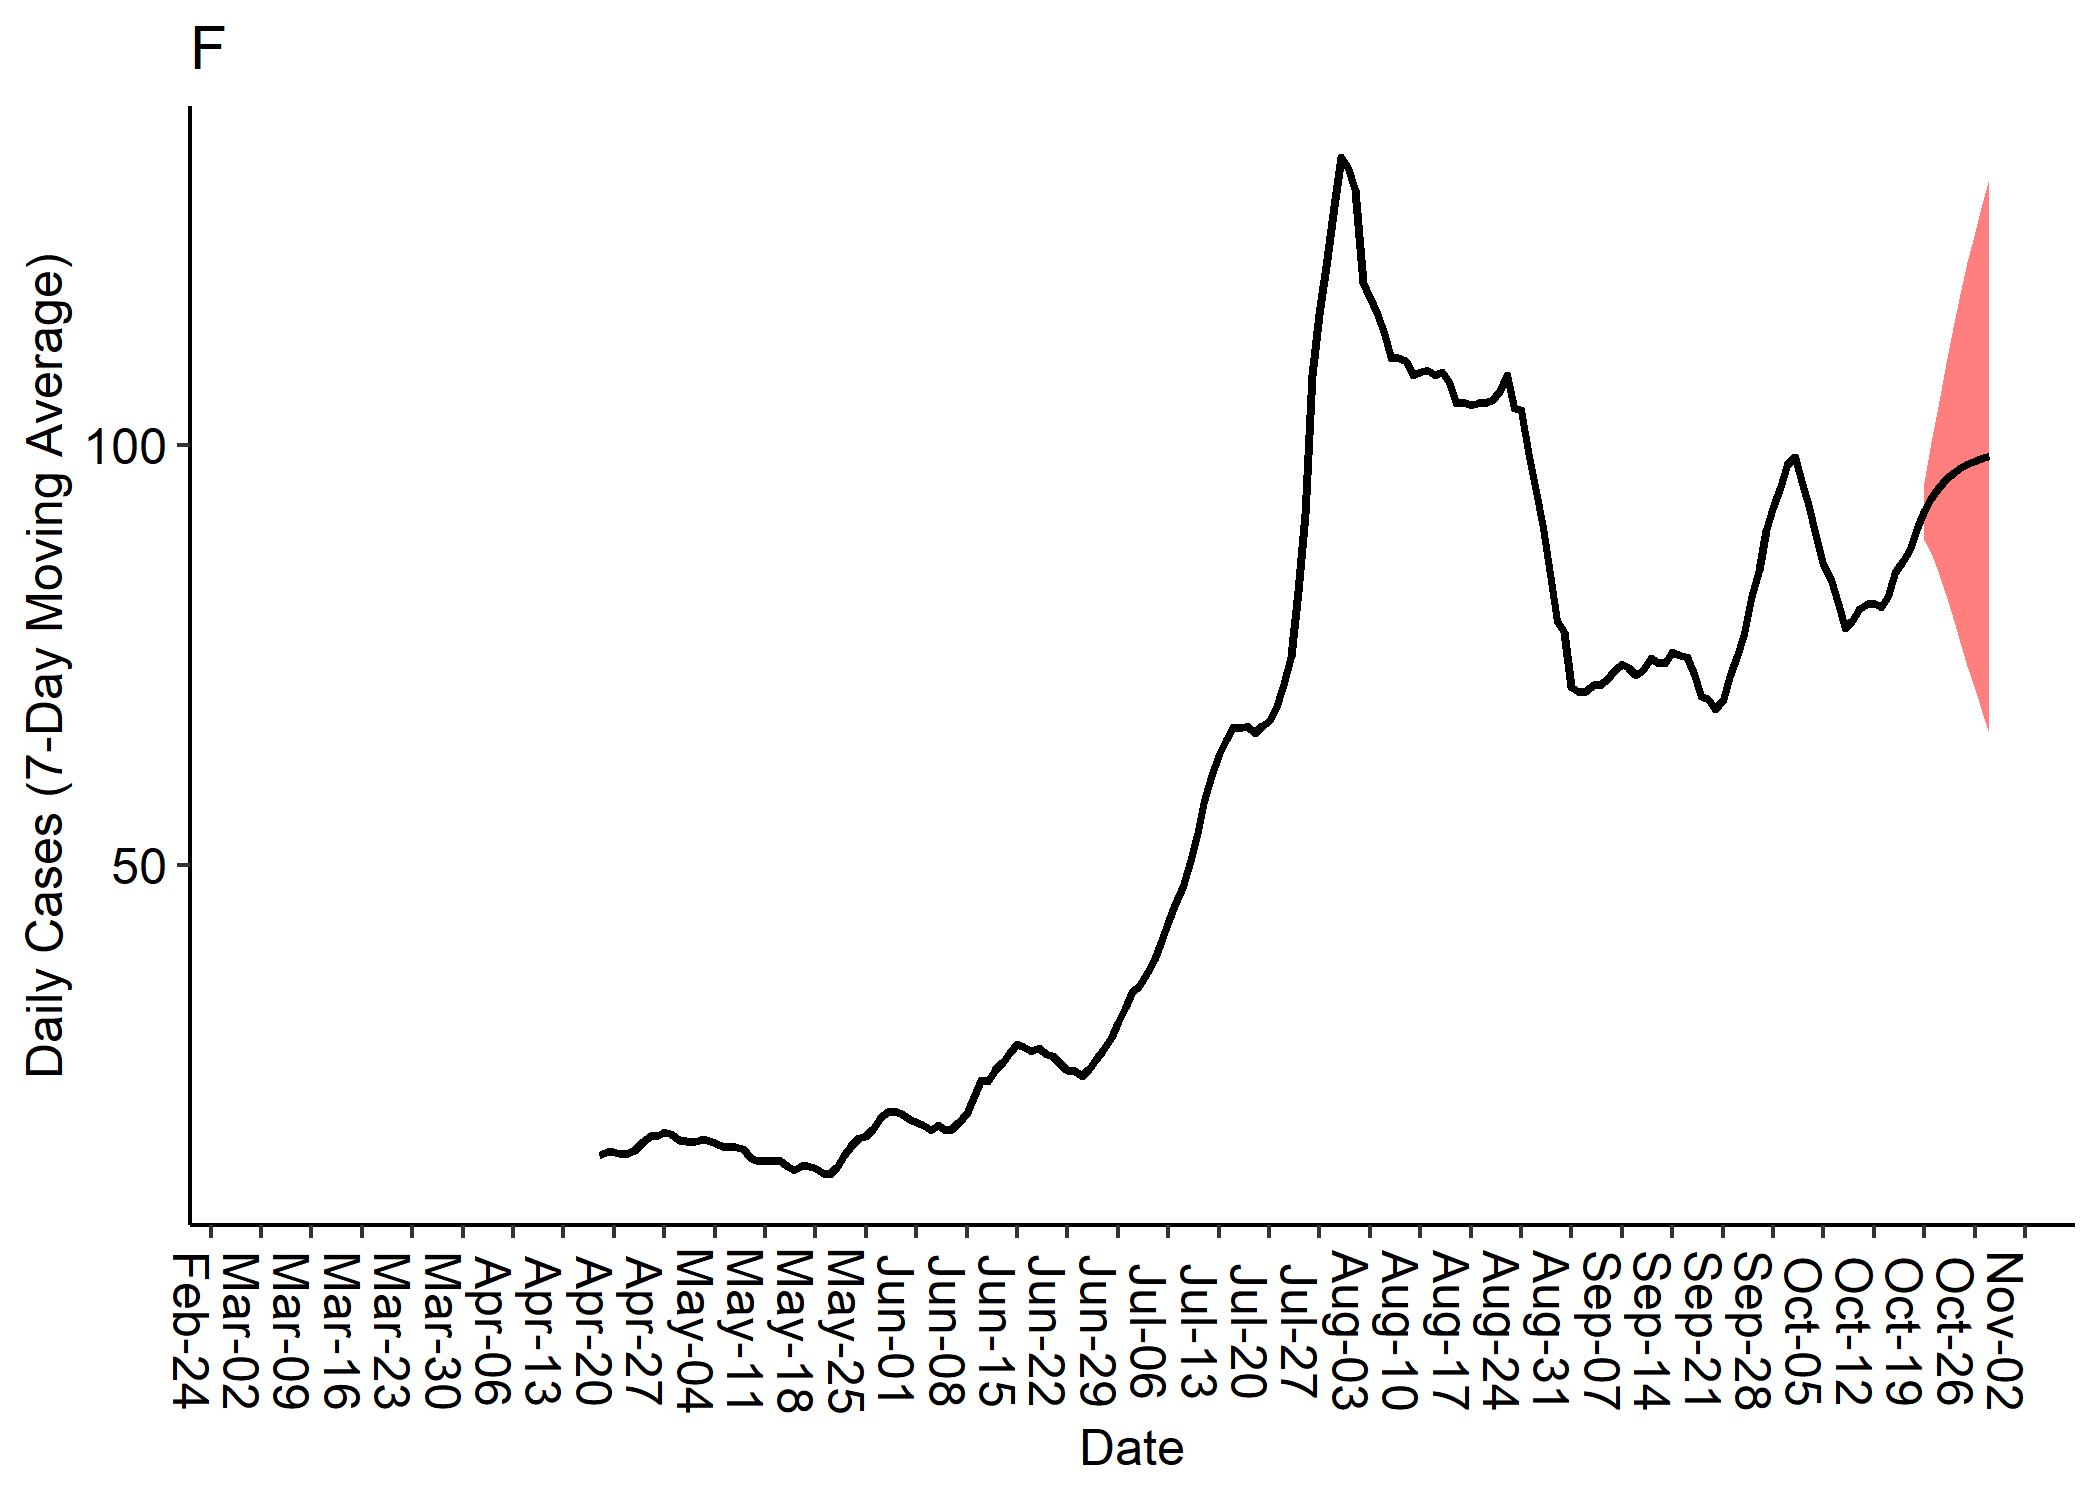 F
Daily Cases (7-Day Moving Average)
100
50
Feb-24
Mar-02
Mar-09
Mar-16
Mar-23
Mar-30
Apr-06
Apr-13
Apr-20
Apr-27
May-04
May-11
May-18
May-25
Jun-01
Jun-08
Jun-15
Jun-22
Jun-29
Jul-06
Jul-13
Jul-20
Jul-27
Aug-03
Aug-10
Aug-17
Aug-24
Aug-31
Sep-07
Sep-14
Sep-21
Sep-28
Oct-05
Oct-12
Oct-19
Oct-26
Nov-02
Date